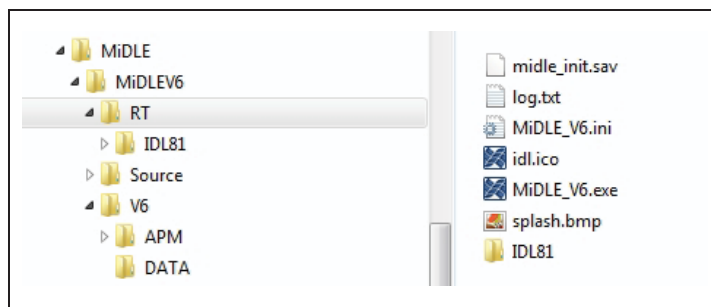 MiDLE
MiDLEV6
RT
IDL81
Source
V6
APM
DATA
midle_init.sav
log.txt
MiDLE_V6.ini
idl.ico
MiDLE_V6.exe
splash.bmp
IDL81